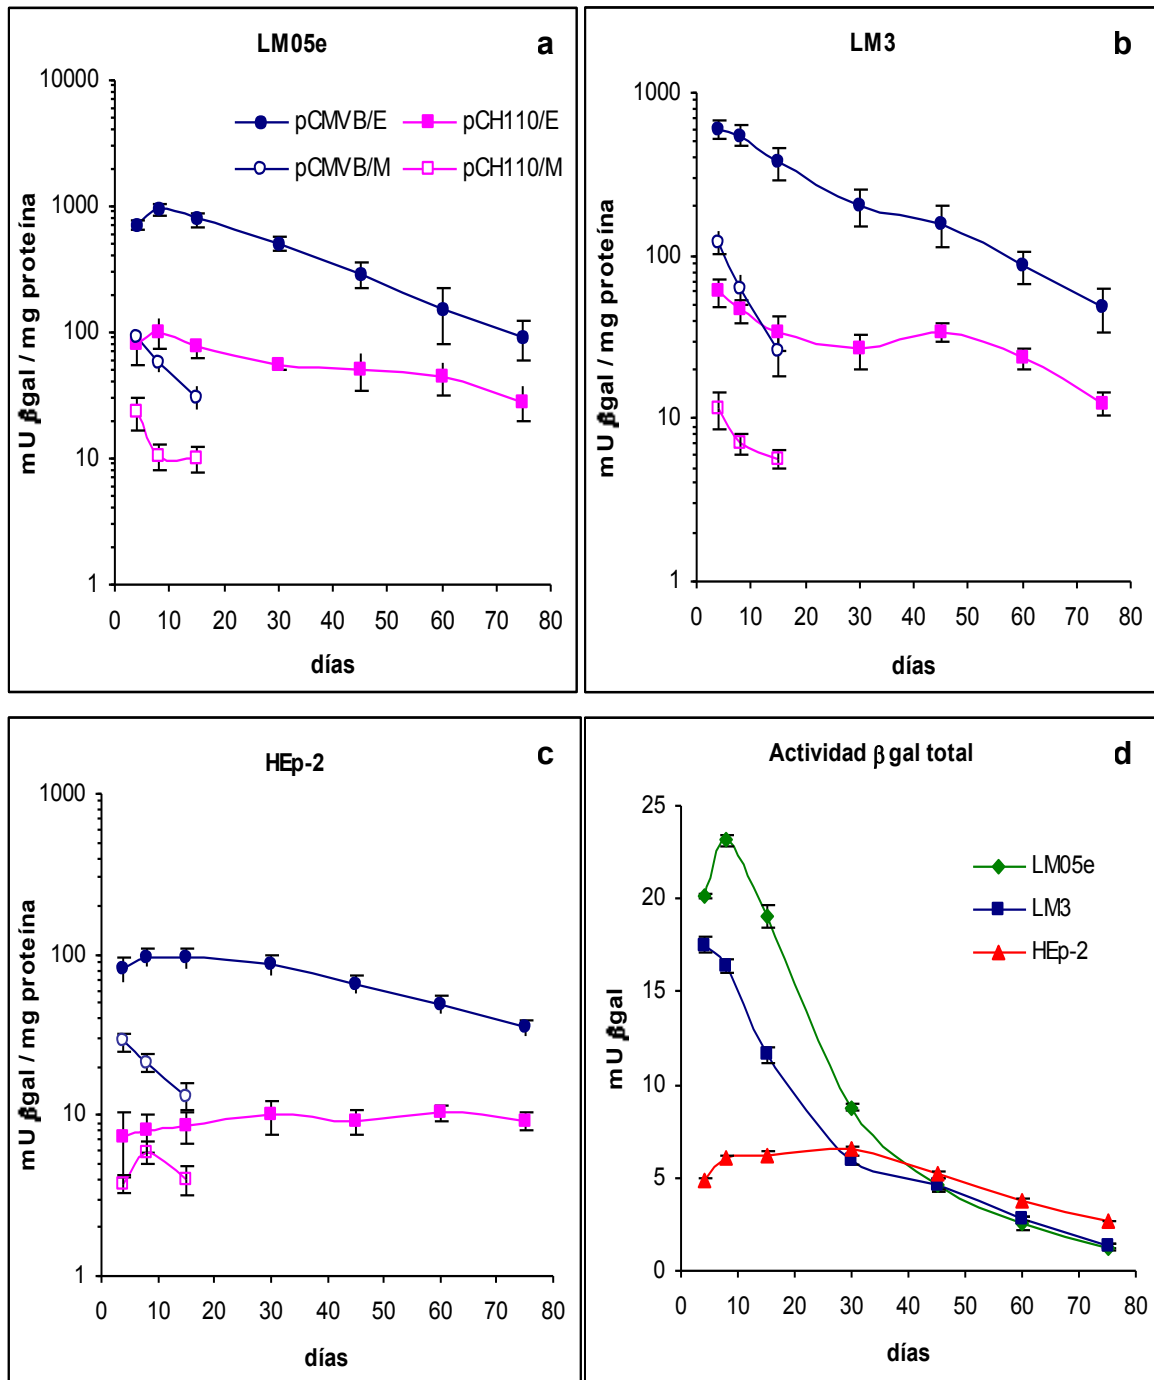 LM05e a
10000
1000
100
10
1
pCMVB/E pCH110/E
pCMVB/M pCH110/M
mU βgal / mg proteína
0 10 20 30 40 50 60 70 80
días
LM3 b
1000
100
10
1
mU βgal / mg proteína
0 10 20 30 40 50 60 70 80
días
HEp-2 c
1000
100
10
1
mU βgal / mg proteína
0 10 20 30 40 50 60 70 80
días
Actividad β gal total d
25
20
15
10
5
0
LM05e
LM3
HEp-2
mU βgal
0 10 20 30 40 50 60 70 80
días